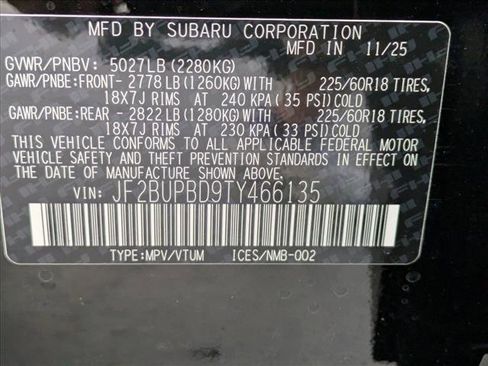 MFD BY SUBARU CORPORATION
IN 11/25
GVWR/PNBV: 5027LB (2280KG)
GAWR/PNBE:FRONT- 2778 LB (1260KG) WITH 225/60R18 TIRES,
18X7J RIMS AT 240 KPA (35 PSI) COLD
GAWR/PNBE:REAR - 2822 LB (1280KG) WITH 225/60R18 TIRES,
18X7J RIMS AT 230 KPA (33 PSI) COLD
THIS VEHICLE CONFORMS TO ALL APPLICABLE FEDERAL MOTOR
VEHICLE SAFETY AND THEFT PREVENTION STANDARDS IN EFFECT ON
THE DATE OF MANUFACTURE SHOWN ABOVE.
VIN: JF2BUPBD9TY466135
TYPE:MPV/VTUM ICES/NMB-002